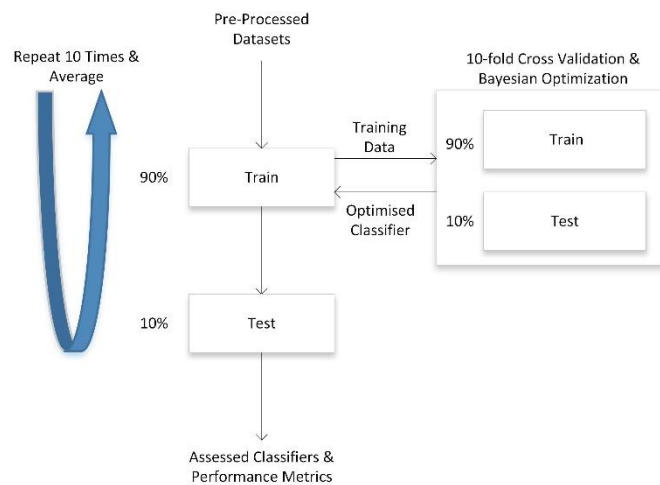 Pre-Processed
Datasets
Repeat 10 Times &
Average
10-fold Cross Validation &
Bayesian Optimization
Training
Data
90%
Train
90%
Train
Optimised
Classifier
10%
Test
10%
Test
Assessed Classifiers &
Performance Metrics